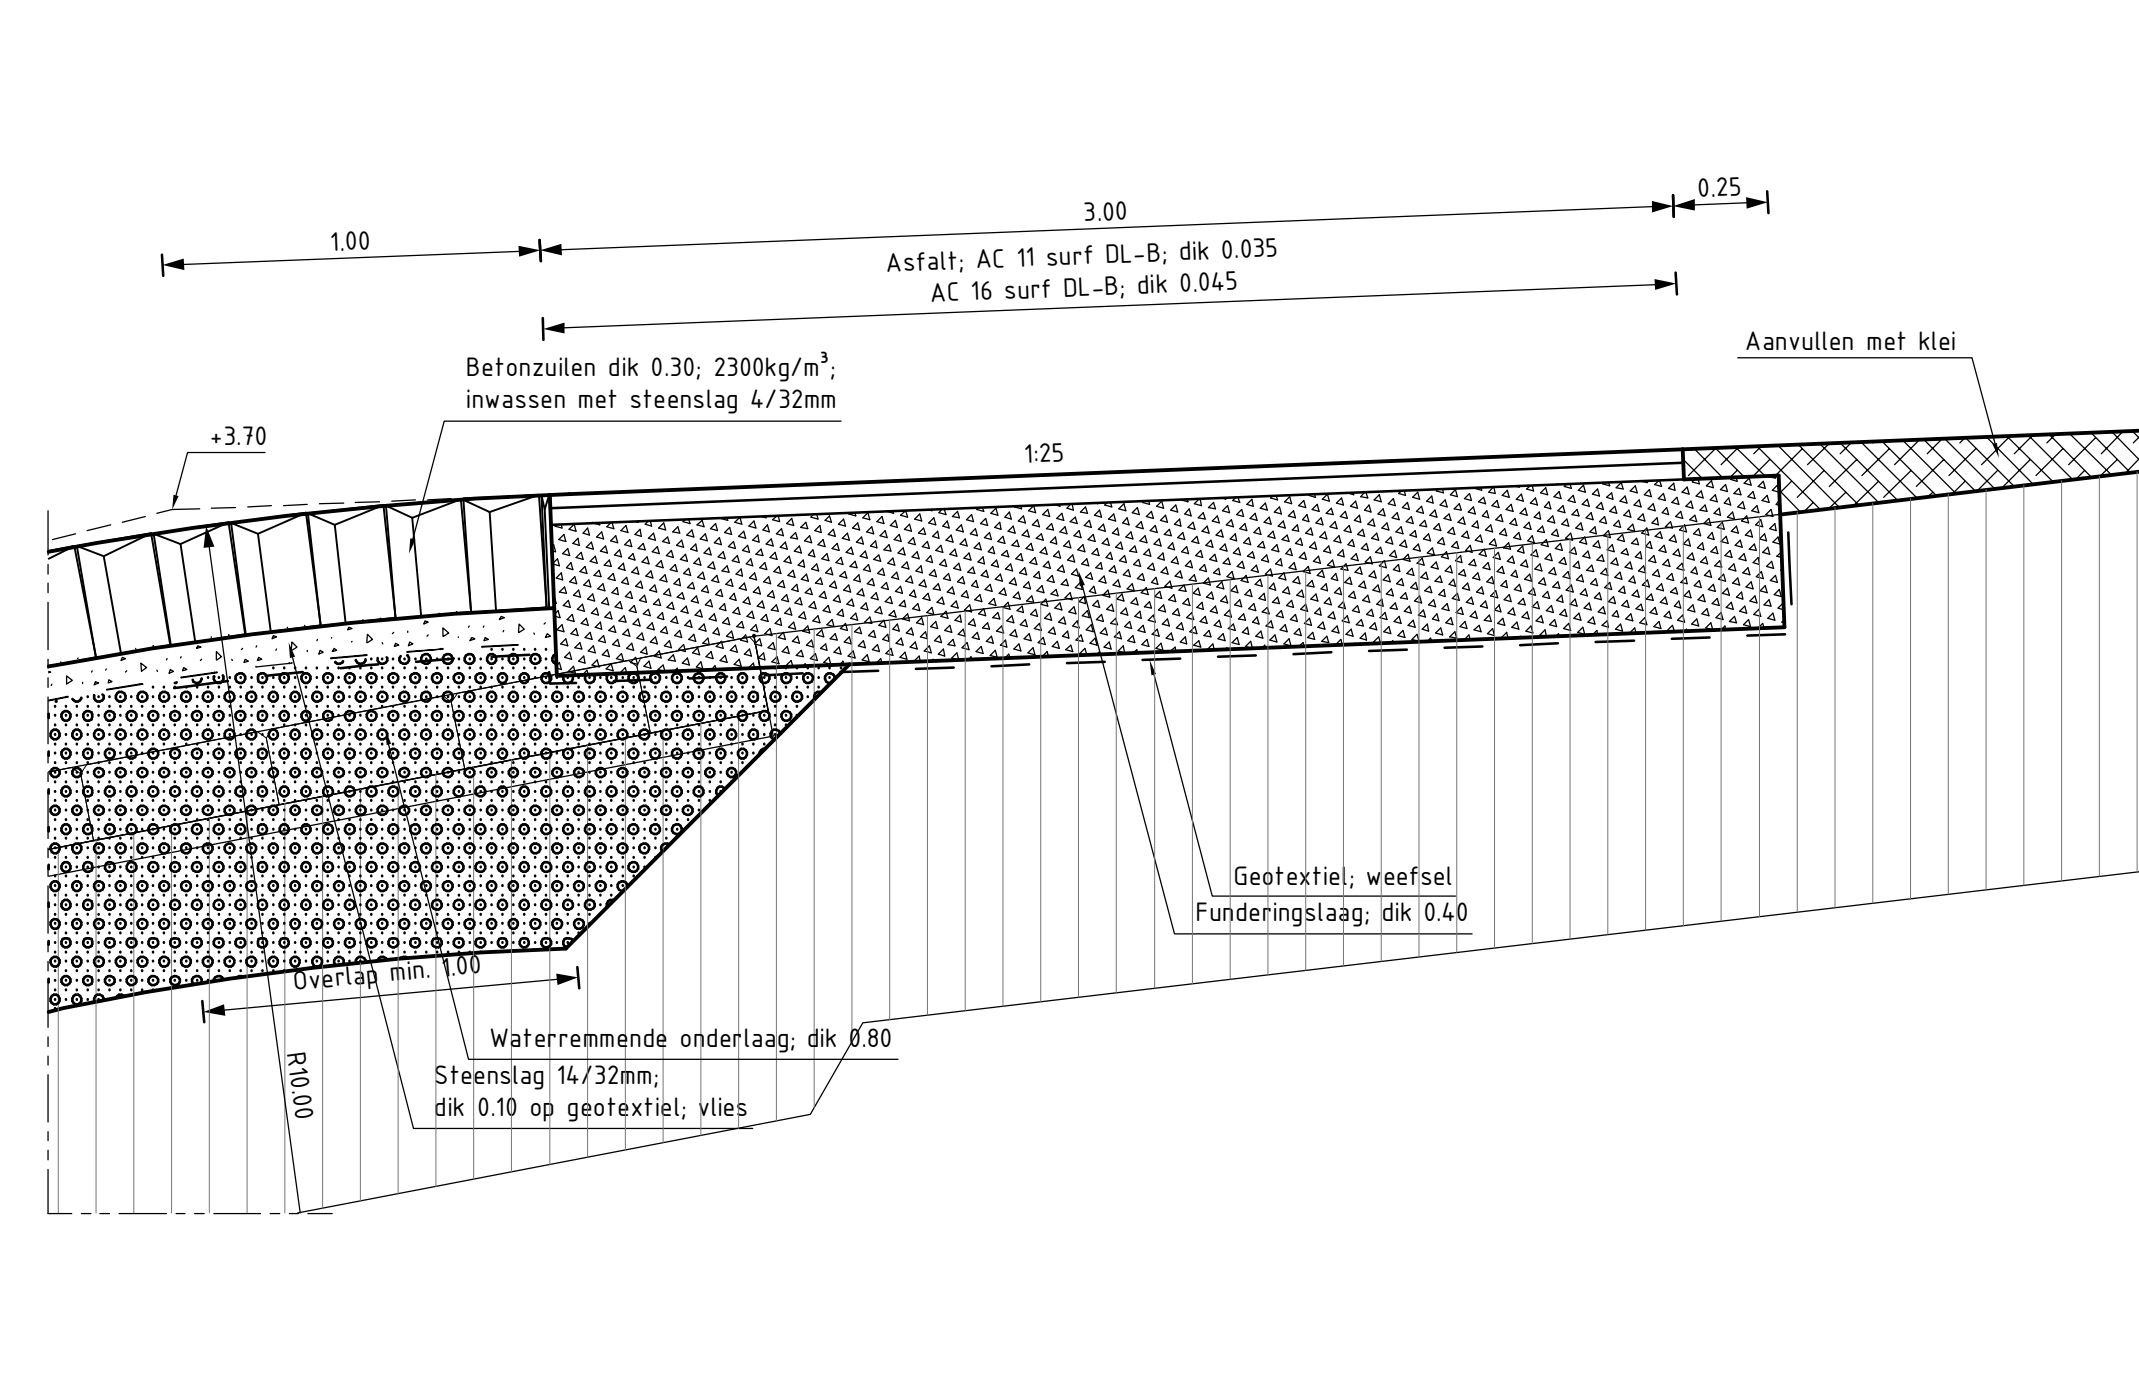 0.25
3.00
1.00
Asfalt; AC 11 surf DL-B; dik 0.035
AC 16 surf DL-B; dik 0.045
Aanvullen met klei
Betonzuilen dik 0.30; 2300kg/m³;
inwassen met steenslag 4/32mm
+3.70
1:25
Geotextiel; weefsel
Funderingslaag; dik 0.40
Overlap min. 1.00
Waterremmende onderlaag; dik 0.80
Steenslag 14/32mm;
dik 0.10 op geotextiel; vlies
R10.00